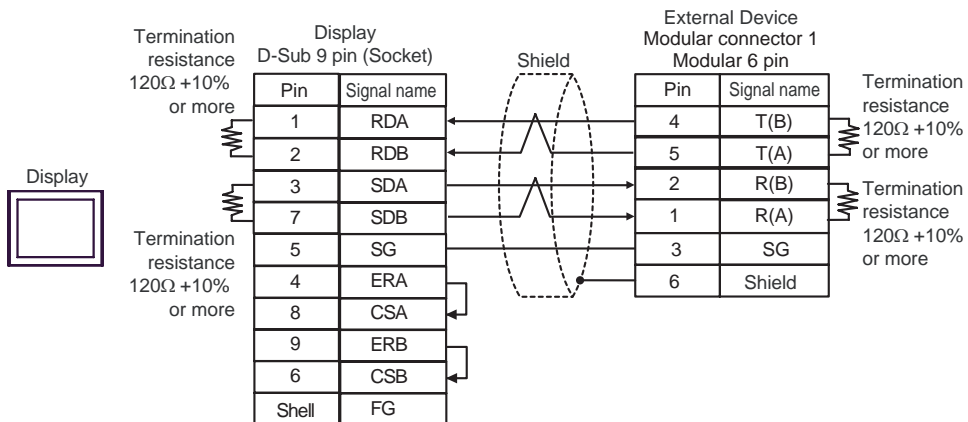 Display
Termination
resistance
120Ω +10%
or more
Termination
resistance
120Ω +10%
or more
Display
D-Sub 9 pin (Socket)
Pin Signal name
1 RDA
2 RDB
3 SDA
7 SDB
5 SG
4 ERA
8 CSA
9 ERB
6 CSB
Shell FG
Shield
External Device
Modular connector 1
Modular 6 pin
Pin Signal name
4 T(B)
5 T(A)
2 R(B)
1 R(A)
3 SG
6 Shield
Termination
resistance
120Ω +10%
or more
Termination
resistance
120Ω +10%
or more